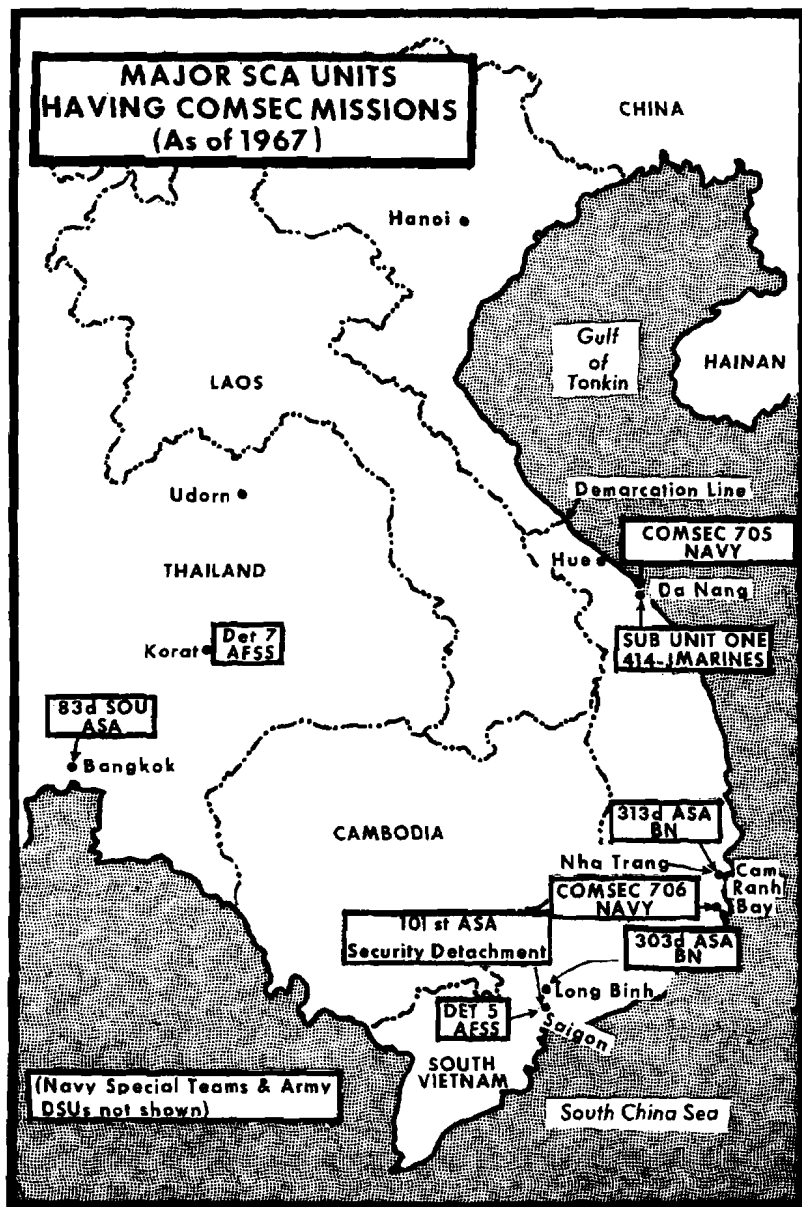 MAJOR SCA UNITS
HAVING COMSEC MISSIONS
(As of 1967)
CHINA
Hanoi
Gulf
of
Tonkin
HAINAN
LAOS
Udorn
Demarcation Line
COMSEC 705
NAVY
THAILAND
Hue
Da Nang
Det 7
AFSS
Korat
SUB UNIT ONE
414-1 MARINES
83d SOU
ASA
Bangkok
313d ASA
BN
CAMBODIA
Nha Trang
Cam
Ranh
Bay
COMSEC 706
NAVY
101 st ASA
Security Detachment
303d ASA
BN
Long Binh
DET 5
AFSS
Saigon
SOUTH
VIETNAM
(Navy Special Teams & Army
DSUs not shown)
South China Sea